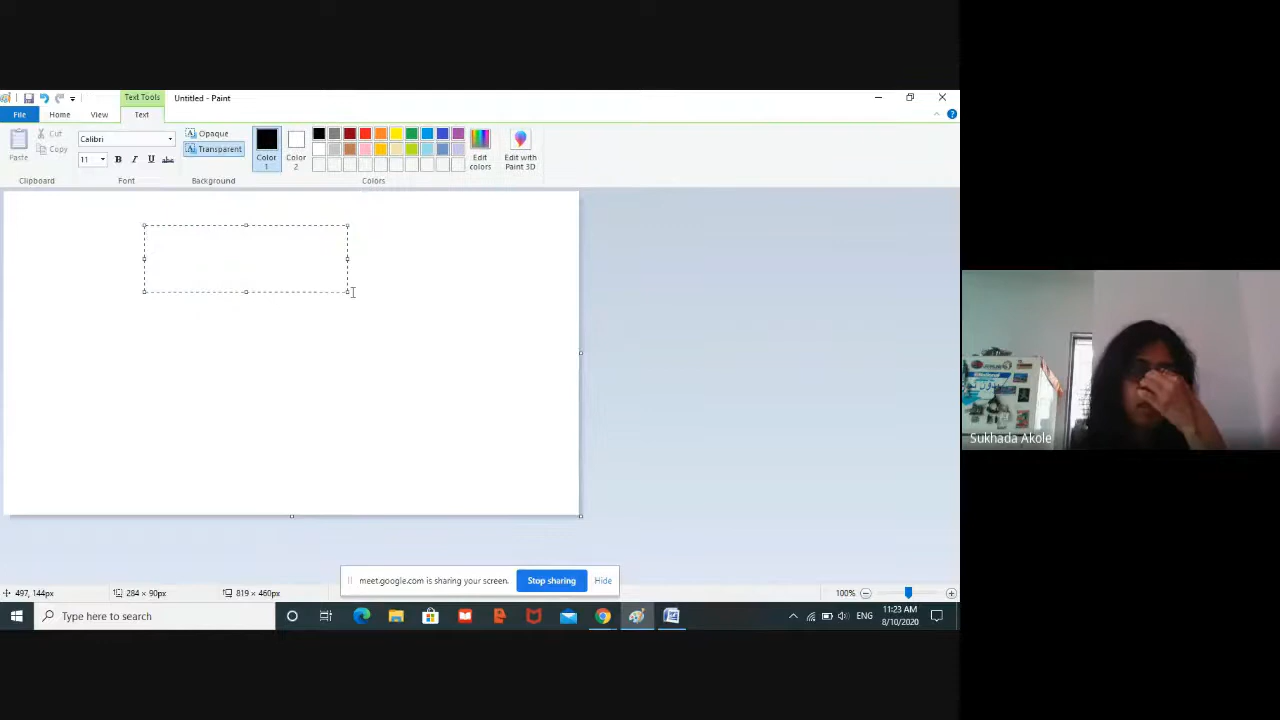 Text Tools
Untitled - Paint
File
Home
View
Text
Paste
Cut
Copy
Clipboard
Calibri
11
B I U abc
Font
Opaque
Transparent
Background
Color 1
Color 2
Edit colors
Edit with Paint 3D
Colors
meet.google.com is sharing your screen.
Stop sharing
Hide
497, 144px
284 × 90px
819 × 460px
100%
Type here to search
ENG
11:23 AM
8/10/2020
Sukhada Akole